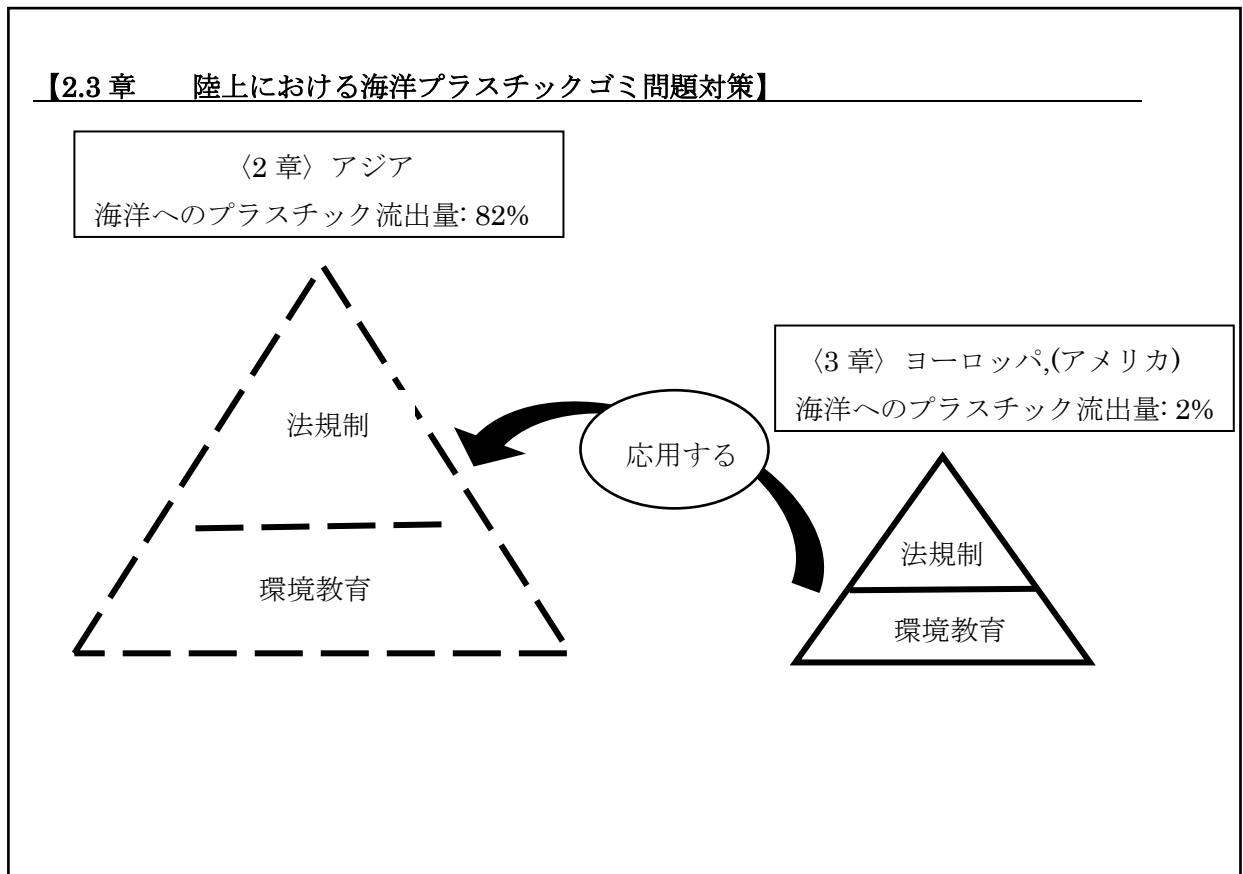 【2.3 章　　陸上における海洋プラスチックゴミ問題対策】
〈2 章〉アジア
海洋へのプラスチック流出量: 82%
〈3 章〉ヨーロッパ,(アメリカ)
海洋へのプラスチック流出量: 2%
法規制
環境教育
応用する
法規制
環境教育